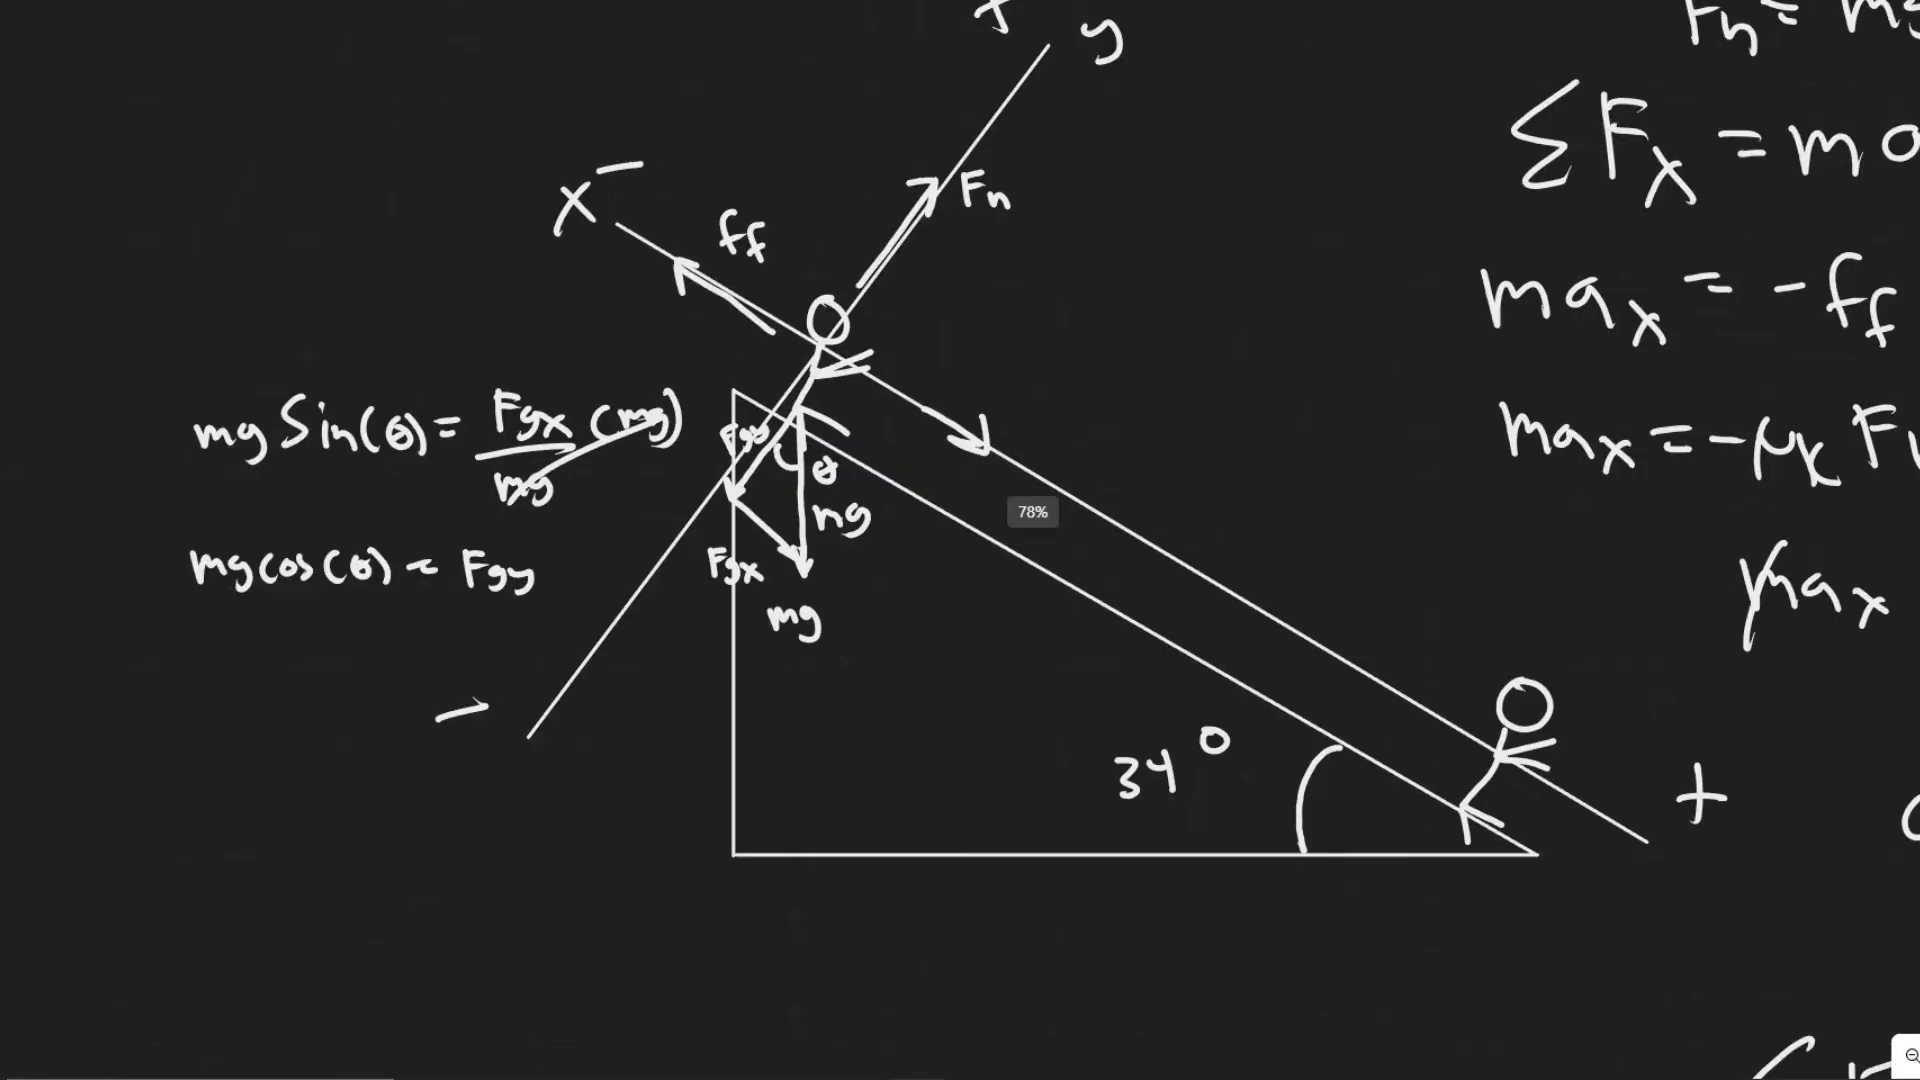 + y
Fn =
ΣFx = ma
x -
Fn
ff
max = -ff
mg Sin(θ) = Fgx (mg)
mg
max = -μk F
Fgy
θ
mg
78%
mg cos(θ) = Fgy
Fgx
mg
max
-
34°
+